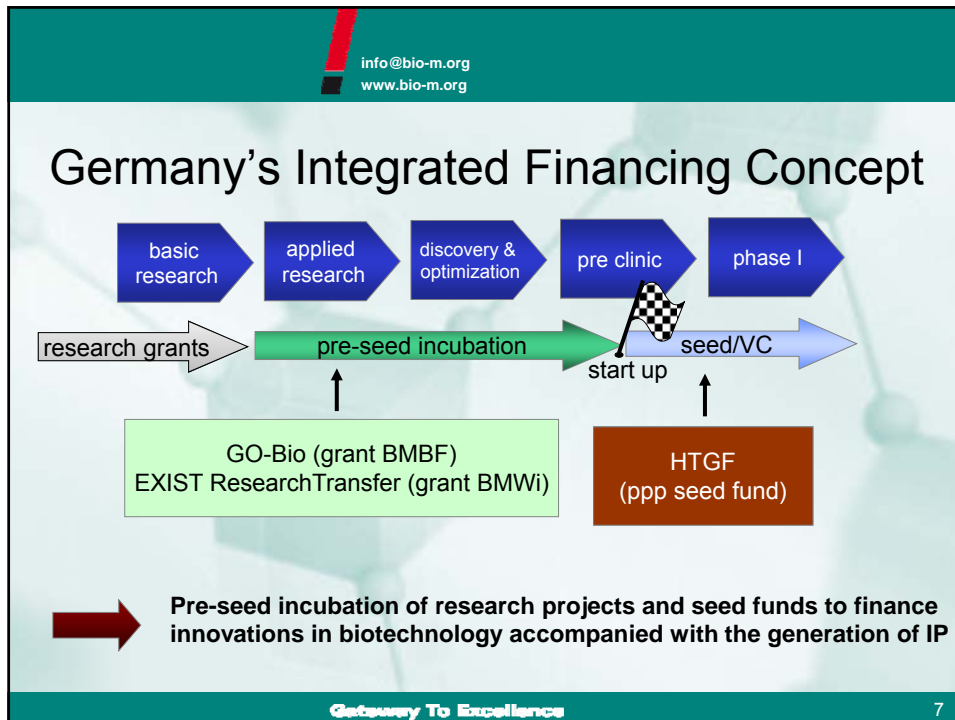 info@bio-m.org
www.bio-m.org
Germany’s Integrated Financing Concept
basic
research
applied
research
discovery &
optimization
pre clinic
phase I
research grants
pre-seed incubation
start up
seed/VC
GO-Bio (grant BMBF)
EXIST ResearchTransfer (grant BMWi)
HTGF
(ppp seed fund)
Pre-seed incubation of research projects and seed funds to finance
innovations in biotechnology accompanied with the generation of IP
Gateway To Excellence
7